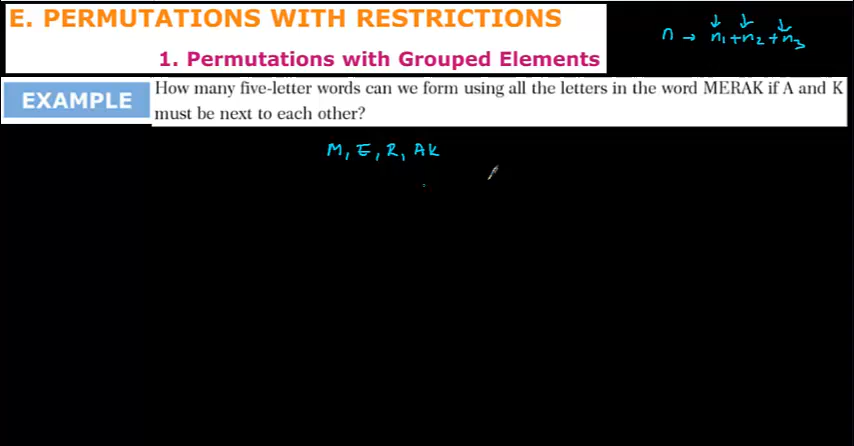 E. PERMUTATIONS WITH RESTRICTIONS
n → n₁+n₂+n₃
1. Permutations with Grouped Elements
EXAMPLE
How many five-letter words can we form using all the letters in the word MERAK if A and K
must be next to each other?
M, E, R, AK